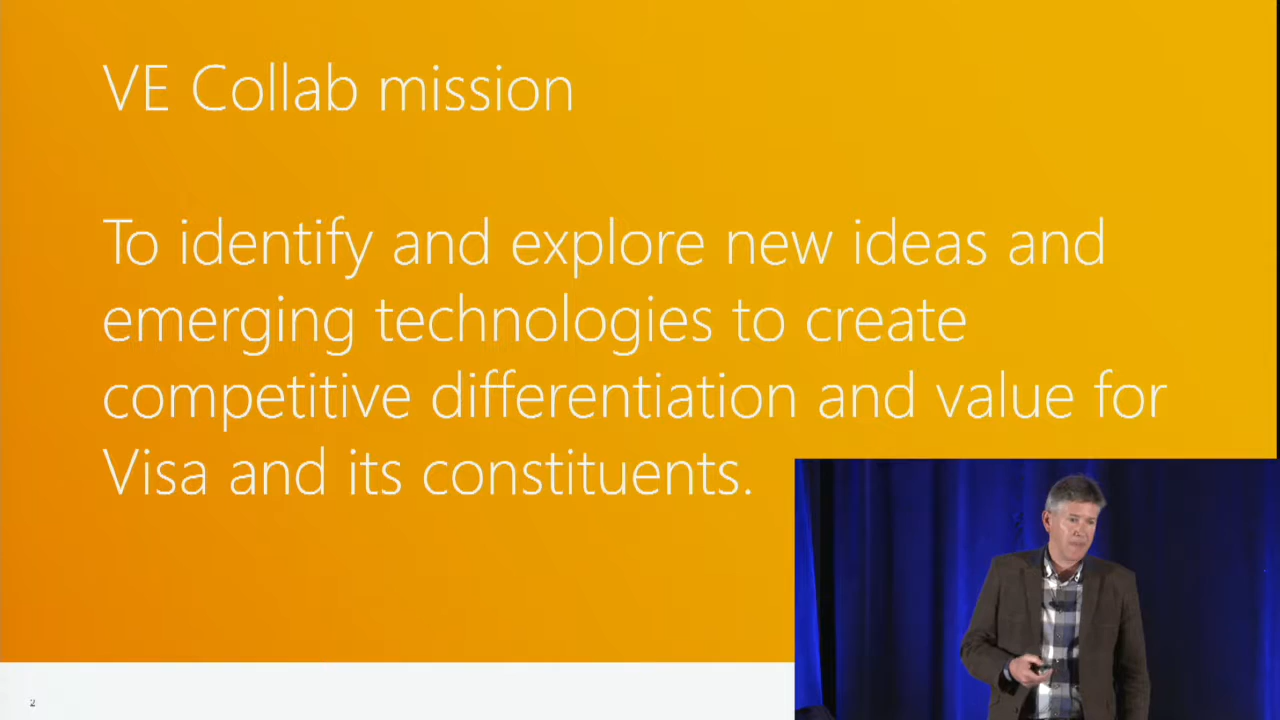 VE Collab mission
To identify and explore new ideas and
emerging technologies to create
competitive differentiation and value for
Visa and its constituents.
2